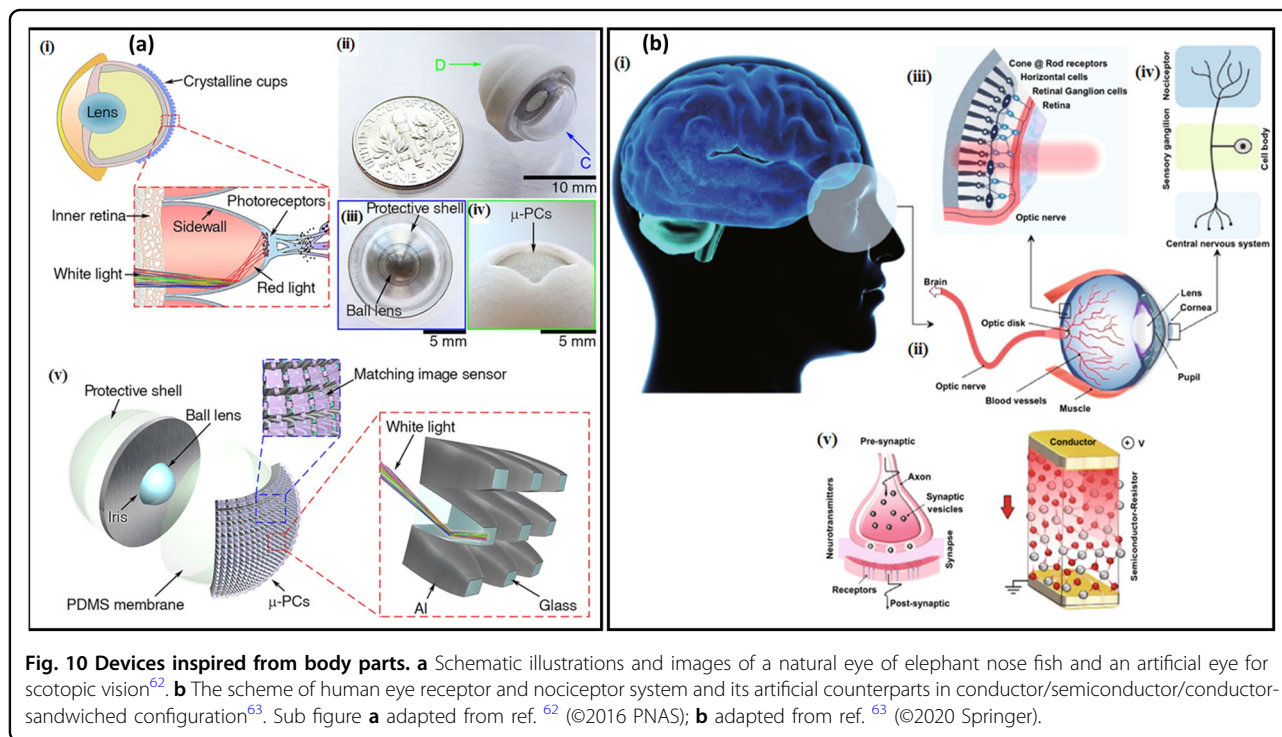 (i)
(a)
Crystalline cups
Lens
Inner retina
Sidewall
Photoreceptors
White light
Red light
(ii)
D
C
10 mm
(iii)
Protective shell
Ball lens
5 mm
(iv)
μ-PCs
5 mm
(v)
Protective shell
Ball lens
Iris
PDMS membrane
μ-PCs
Matching image sensor
White light
Al
Glass
(b)
(i)
(iii)
Cone @ Rod receptors
Horizontal cells
Retinal Ganglion cells
Retina
Optic nerve
(iv)
Nociceptor
Sensory ganglion
Cell body
Central nervous system
(ii)
Brain
Optic disk
Optic nerve
Blood vessels
Muscle
Lens
Cornea
Pupil
(v)
Pre-synaptic
Axon
Synaptic
vesicles
Neurotransmitters
Synapse
Receptors
Post-synaptic
Conductor
+ V
Semiconductor-Resistor
Fig. 10 Devices inspired from body parts. a Schematic illustrations and images of a natural eye of elephant nose fish and an artificial eye for
scotopic vision62. b The scheme of human eye receptor and nociceptor system and its artificial counterparts in conductor/semiconductor/conductor-
sandwiched configuration63. Sub figure a adapted from ref. 62 (©2016 PNAS); b adapted from ref. 63 (©2020 Springer).